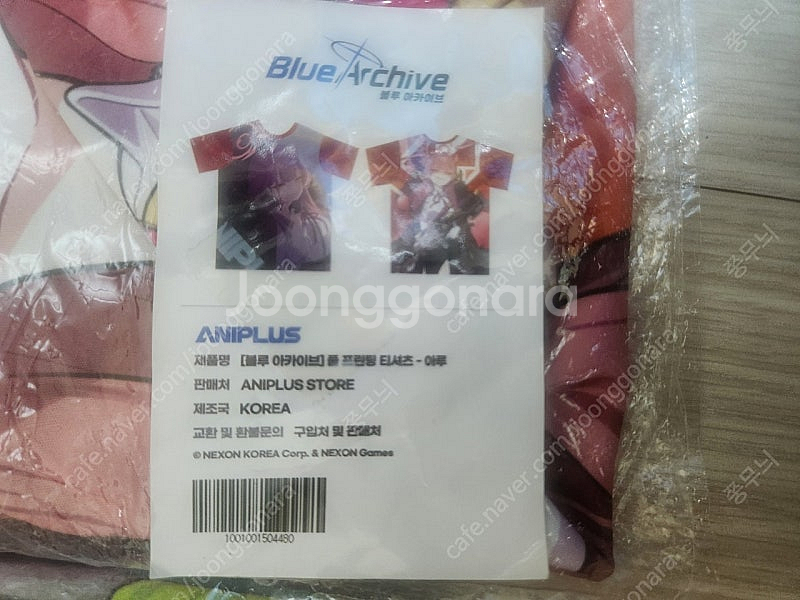 Blue Archive
블루 아카이브
Joonggonara
ANIPLUS
제품명 [블루 아카이브] 풀 프린팅 티셔츠 - 아루
판매처 ANIPLUS STORE
제조국 KOREA
교환 및 환불문의 구입처 및 판매처
© NEXON KOREA Corp. & NEXON Games
1001001504480
cafe.naver.com/joonggonara
중무늬